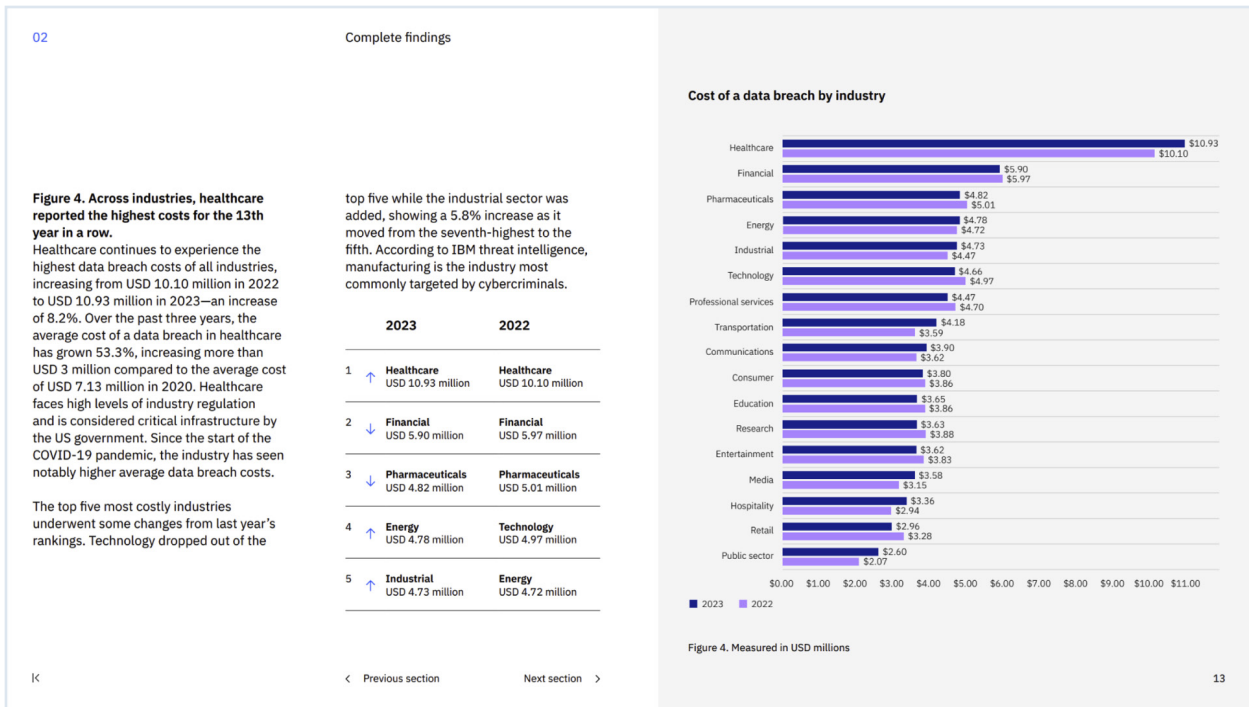 02
Complete findings
Figure 4. Across industries, healthcare
reported the highest costs for the 13th
year in a row.
Healthcare continues to experience the
highest data breach costs of all industries,
increasing from USD 10.10 million in 2022
to USD 10.93 million in 2023—an increase
of 8.2%. Over the past three years, the
average cost of a data breach in healthcare
has grown 53.3%, increasing more than
USD 3 million compared to the average cost
of USD 7.13 million in 2020. Healthcare
faces high levels of industry regulation
and is considered critical infrastructure by
the US government. Since the start of the
COVID-19 pandemic, the industry has seen
notably higher average data breach costs.
The top five most costly industries
underwent some changes from last year’s
rankings. Technology dropped out of the
top five while the industrial sector was
added, showing a 5.8% increase as it
moved from the seventh-highest to the
fifth. According to IBM threat intelligence,
manufacturing is the industry most
commonly targeted by cybercriminals.
2023 2022
1 ↑ Healthcare Healthcare
USD 10.93 million USD 10.10 million
2 ↓ Financial Financial
USD 5.90 million USD 5.97 million
3 ↓ Pharmaceuticals Pharmaceuticals
USD 4.82 million USD 5.01 million
4 ↑ Energy Technology
USD 4.78 million USD 4.97 million
5 ↑ Industrial Energy
USD 4.73 million USD 4.72 million
Previous section
Next section
Cost of a data breach by industry
Healthcare $10.93
$10.10
Financial $5.90
$5.97
Pharmaceuticals $4.82
$5.01
Energy $4.78
$4.72
Industrial $4.73
$4.47
Technology $4.66
$4.97
Professional services $4.47
$4.70
Transportation $4.18
$3.59
Communications $3.90
$3.62
Consumer $3.80
$3.86
Education $3.65
$3.86
Research $3.63
$3.88
Entertainment $3.62
$3.83
Media $3.58
$3.15
Hospitality $3.36
$2.94
Retail $2.96
$3.28
Public sector $2.60
$2.07
$0.00 $1.00 $2.00 $3.00 $4.00 $5.00 $6.00 $7.00 $8.00 $9.00 $10.00 $11.00
2023 2022
Figure 4. Measured in USD millions
13